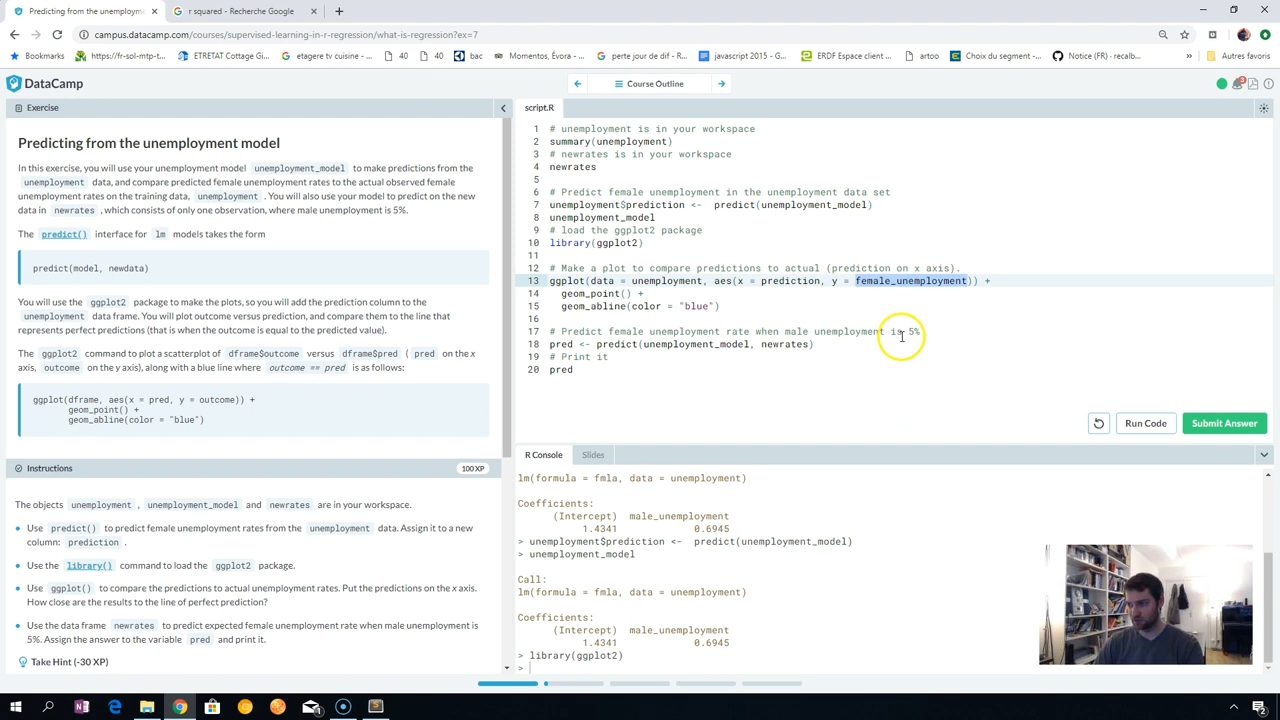 Predicting from the unemployment
r squared - Recherche Google
campus.datacamp.com/courses/supervised-learning-in-r-regression/what-is-regression?ex=7
Bookmarks
https://fr-sol-mtp-t...
ETRETAT Cottage Gi...
etagere tv cuisine - ...
40
40
bac
Momentos, Évora - ...
perte jour de dif - R...
javascript 2015 - G...
ERDF Espace client ...
artoo
Choix du segment -...
Notice (FR) - recalb...
»
Autres favoris
DataCamp
Course Outline
Exercise
Predicting from the unemployment model
In this exercise, you will use your unemployment model unemployment_model to make predictions from the
unemployment data, and compare predicted female unemployment rates to the actual observed female
unemployment rates on the training data, unemployment . You will also use your model to predict on the new
data in newrates , which consists of only one observation, where male unemployment is 5%.
The predict() interface for lm models takes the form
predict(model, newdata)
You will use the ggplot2 package to make the plots, so you will add the prediction column to the
unemployment data frame. You will plot outcome versus prediction, and compare them to the line that
represents perfect predictions (that is when the outcome is equal to the predicted value).
The ggplot2 command to plot a scatterplot of dframe$outcome versus dframe$pred ( pred on the x
axis, outcome on the y axis), along with a blue line where outcome == pred is as follows:
ggplot(dframe, aes(x = pred, y = outcome)) +
geom_point() +
geom_abline(color = "blue")
Instructions
100 XP
The objects unemployment , unemployment_model and newrates are in your workspace.
Use predict() to predict female unemployment rates from the unemployment data. Assign it to a new
column: prediction .
Use the library() command to load the ggplot2 package.
Use ggplot() to compare the predictions to actual unemployment rates. Put the predictions on the x axis.
How close are the results to the line of perfect prediction?
Use the data frame newrates to predict expected female unemployment rate when male unemployment is
5%. Assign the answer to the variable pred and print it.
Take Hint (-30 XP)
script.R
1 # unemployment is in your workspace
2 summary(unemployment)
3 # newrates is in your workspace
4 newrates
5
6 # Predict female unemployment in the unemployment data set
7 unemployment$prediction <-  predict(unemployment_model)
8 unemployment_model
9 # load the ggplot2 package
10 library(ggplot2)
11
12 # Make a plot to compare predictions to actual (prediction on x axis).
13 ggplot(data = unemployment, aes(x = prediction, y = female_unemployment)) +
14 geom_point() +
15 geom_abline(color = "blue")
16
17 # Predict female unemployment rate when male unemployment is 5%
18 pred <- predict(unemployment_model, newrates)
19 # Print it
20 pred
Run Code
Submit Answer
R Console
Slides
lm(formula = fmla, data = unemployment)
Coefficients:
(Intercept) male_unemployment
1.4341 0.6945
> unemployment$prediction <-  predict(unemployment_model)
> unemployment_model
Call:
lm(formula = fmla, data = unemployment)
Coefficients:
(Intercept) male_unemployment
1.4341 0.6945
> library(ggplot2)
>